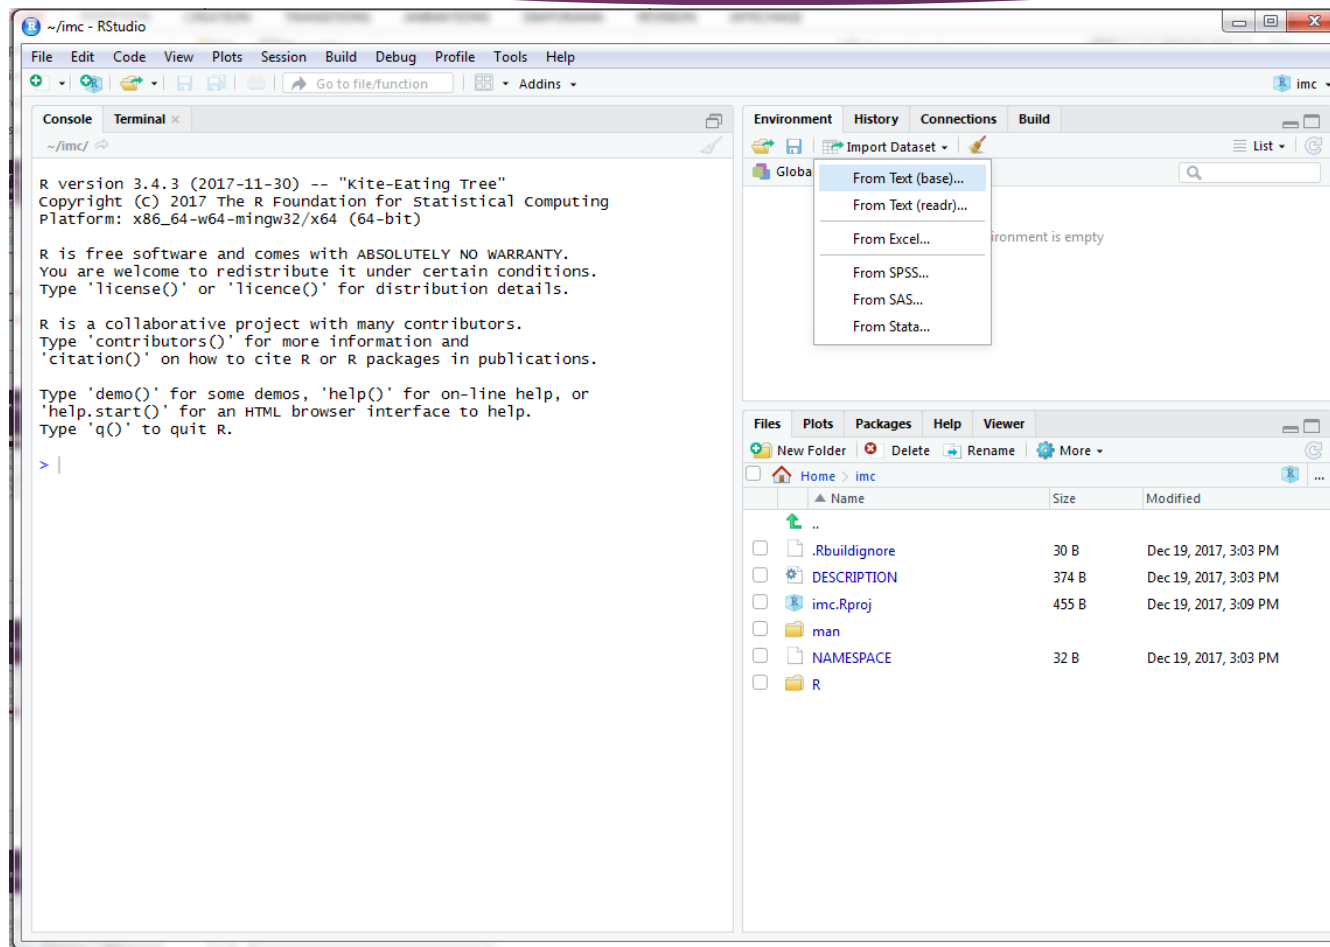 ~/imc - RStudio
File Edit Code View Plots Session Build Debug Profile Tools Help
Go to file/function Addins imc
Console Terminal
~/imc/
R version 3.4.3 (2017-11-30) -- "Kite-Eating Tree"
Copyright (C) 2017 The R Foundation for Statistical Computing
Platform: x86_64-w64-mingw32/x64 (64-bit)
R is free software and comes with ABSOLUTELY NO WARRANTY.
You are welcome to redistribute it under certain conditions.
Type 'license()' or 'licence()' for distribution details.
R is a collaborative project with many contributors.
Type 'contributors()' for more information and
'citation()' on how to cite R or R packages in publications.
Type 'demo()' for some demos, 'help()' for on-line help, or
'help.start()' for an HTML browser interface to help.
Type 'q()' to quit R.
>
Environment History Connections Build
Import Dataset List
Globa
From Text (base)...
From Text (readr)...
From Excel...
ironment is empty
From SPSS...
From SAS...
From Stata...
Files Plots Packages Help Viewer
New Folder Delete Rename More
Home > imc ...
Name Size Modified
..
.Rbuildignore 30 B Dec 19, 2017, 3:03 PM
DESCRIPTION 374 B Dec 19, 2017, 3:03 PM
imc.Rproj 455 B Dec 19, 2017, 3:09 PM
man
NAMESPACE 32 B Dec 19, 2017, 3:03 PM
R